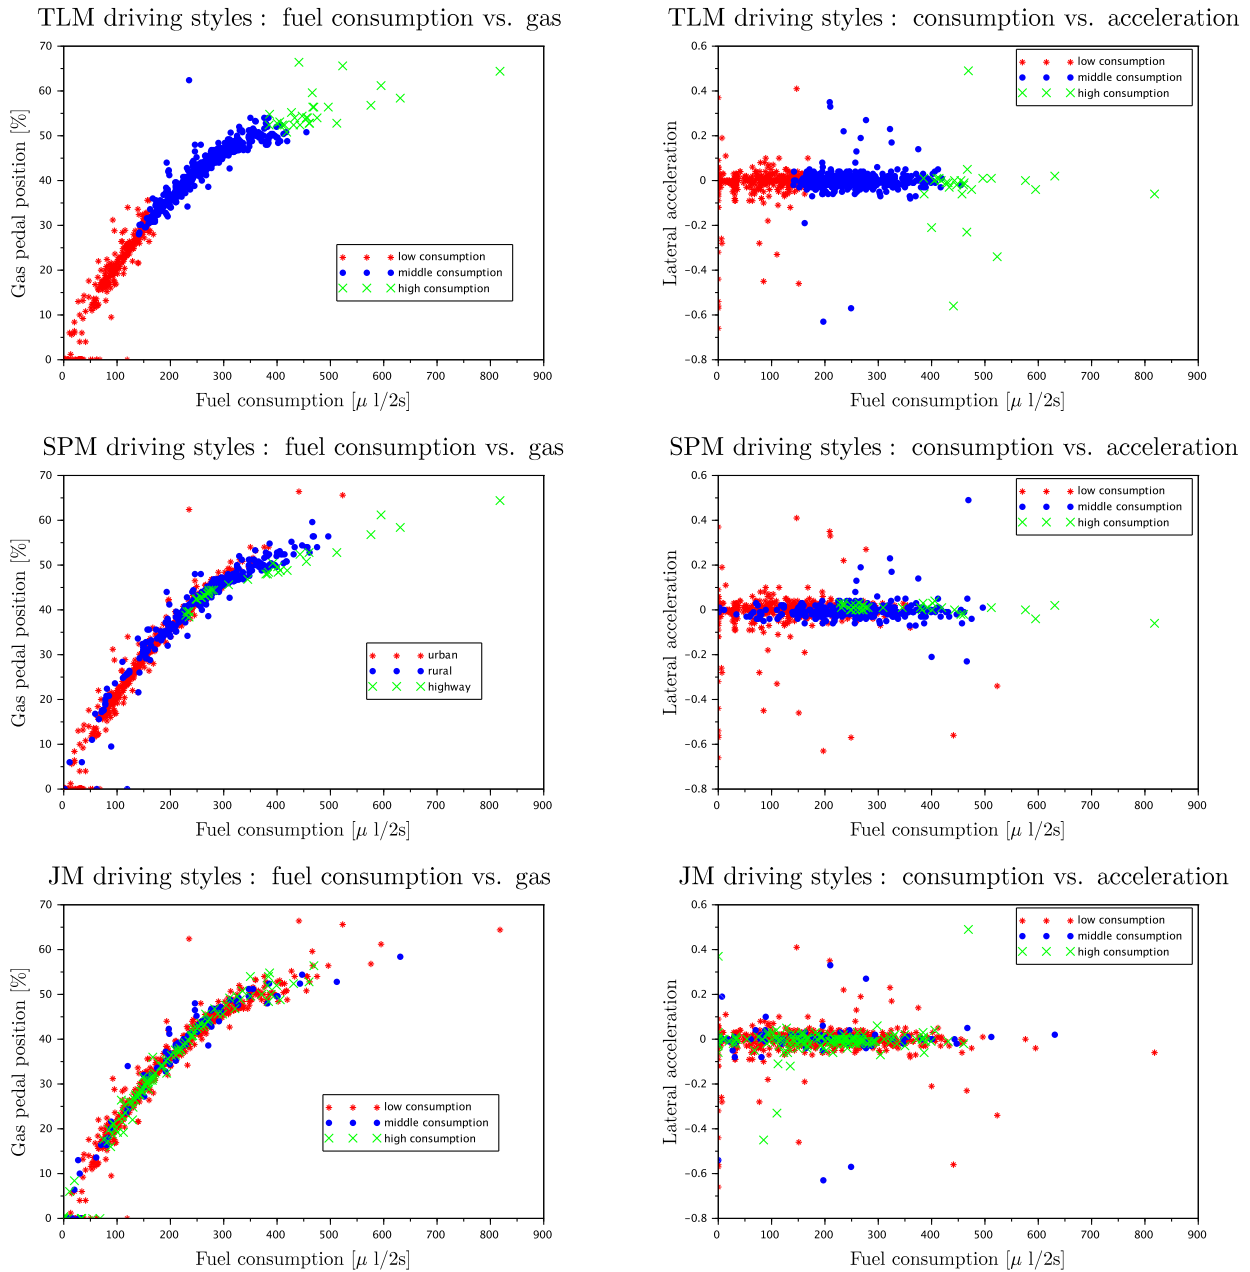 TLM driving styles : fuel consumption vs. gas
70
60
50
40
30
20
10
0
Gas pedal position [%]
low consumption
middle consumption
high consumption
0 100 200 300 400 500 600 700 800 900
Fuel consumption [μ l/2s]
TLM driving styles : consumption vs. acceleration
0.6
0.4
0.2
0
−0.2
−0.4
−0.6
−0.8
Lateral acceleration
low consumption
middle consumption
high consumption
0 100 200 300 400 500 600 700 800 900
Fuel consumption [μ l/2s]
SPM driving styles : fuel consumption vs. gas
70
60
50
40
30
20
10
0
Gas pedal position [%]
urban
rural
highway
0 100 200 300 400 500 600 700 800 900
Fuel consumption [μ l/2s]
SPM driving styles : consumption vs. acceleration
0.6
0.4
0.2
0
−0.2
−0.4
−0.6
−0.8
Lateral acceleration
low consumption
middle consumption
high consumption
0 100 200 300 400 500 600 700 800 900
Fuel consumption [μ l/2s]
JM driving styles : fuel consumption vs. gas
70
60
50
40
30
20
10
0
Gas pedal position [%]
low consumption
middle consumption
high consumption
0 100 200 300 400 500 600 700 800 900
Fuel consumption [μ l/2s]
JM driving styles : consumption vs. acceleration
0.6
0.4
0.2
0
−0.2
−0.4
−0.6
−0.8
Lateral acceleration
low consumption
middle consumption
high consumption
0 100 200 300 400 500 600 700 800 900
Fuel consumption [μ l/2s]